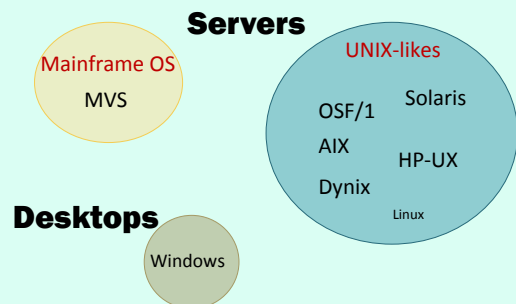 Servers
Mainframe OS
MVS
UNIX-likes
OSF/1
Solaris
AIX
HP-UX
Dynix
Linux
Desktops
Windows